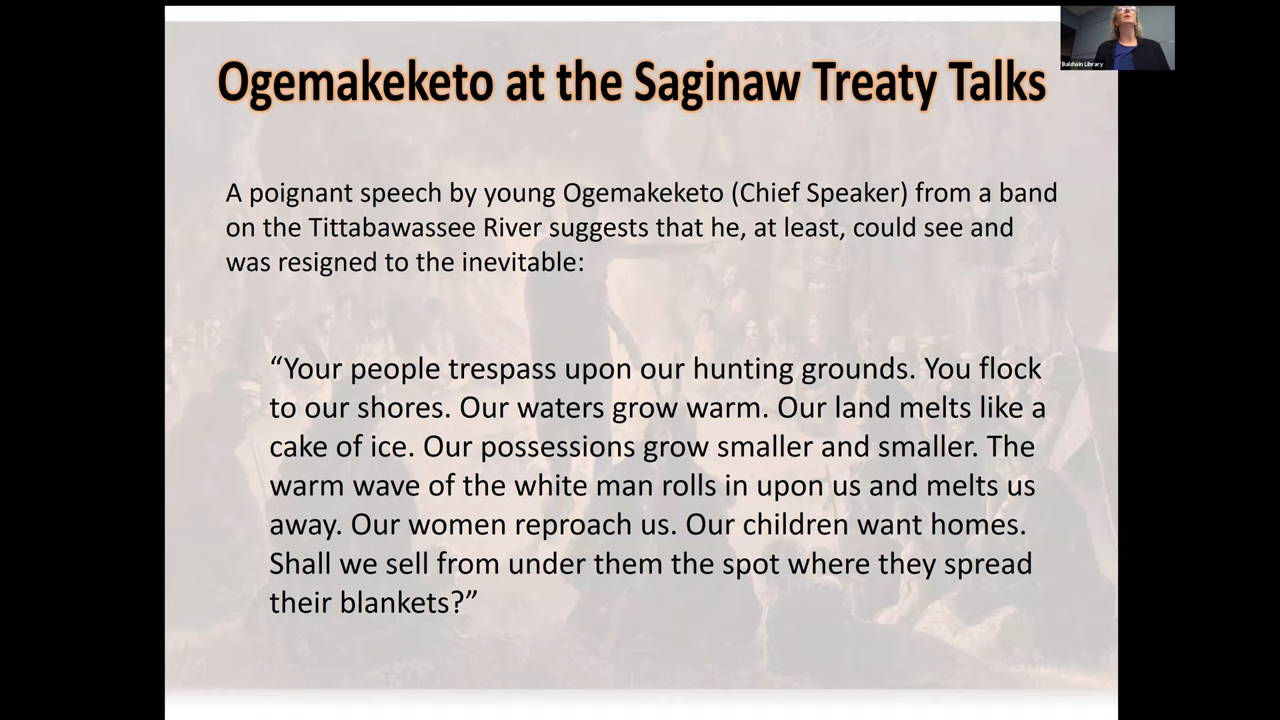 Ogemakeketo at the Saginaw Treaty Talks
Baldwin Library
A poignant speech by young Ogemakeketo (Chief Speaker) from a band
on the Tittabawassee River suggests that he, at least, could see and
was resigned to the inevitable:
“Your people trespass upon our hunting grounds. You flock
to our shores. Our waters grow warm. Our land melts like a
cake of ice. Our possessions grow smaller and smaller. The
warm wave of the white man rolls in upon us and melts us
away. Our women reproach us. Our children want homes.
Shall we sell from under them the spot where they spread
their blankets?”